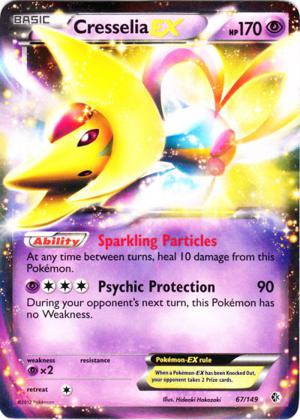 BASIC
Cresselia EX HP170
Ability Sparkling Particles
At any time between turns, heal 10 damage from this
Pokémon.
Psychic Protection 90
During your opponent's next turn, this Pokémon has
no Weakness.
weakness resistance
×2
retreat
Pokémon-EX rule
When a Pokémon-EX has been Knocked Out,
your opponent takes 2 Prize cards.
©2012 Pokémon
Illus. Hideaki Hakozaki 67/149